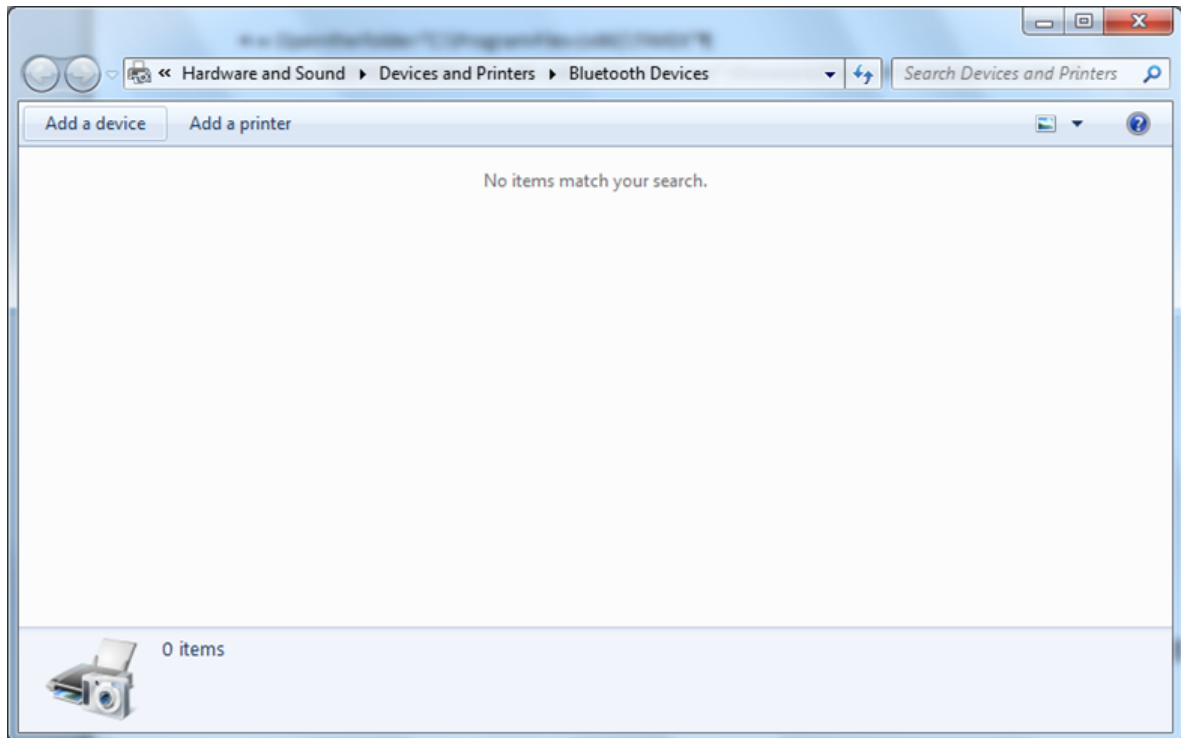 « Hardware and Sound ▸ Devices and Printers ▸ Bluetooth Devices Search Devices and Printers
Add a device Add a printer
No items match your search.
0 items